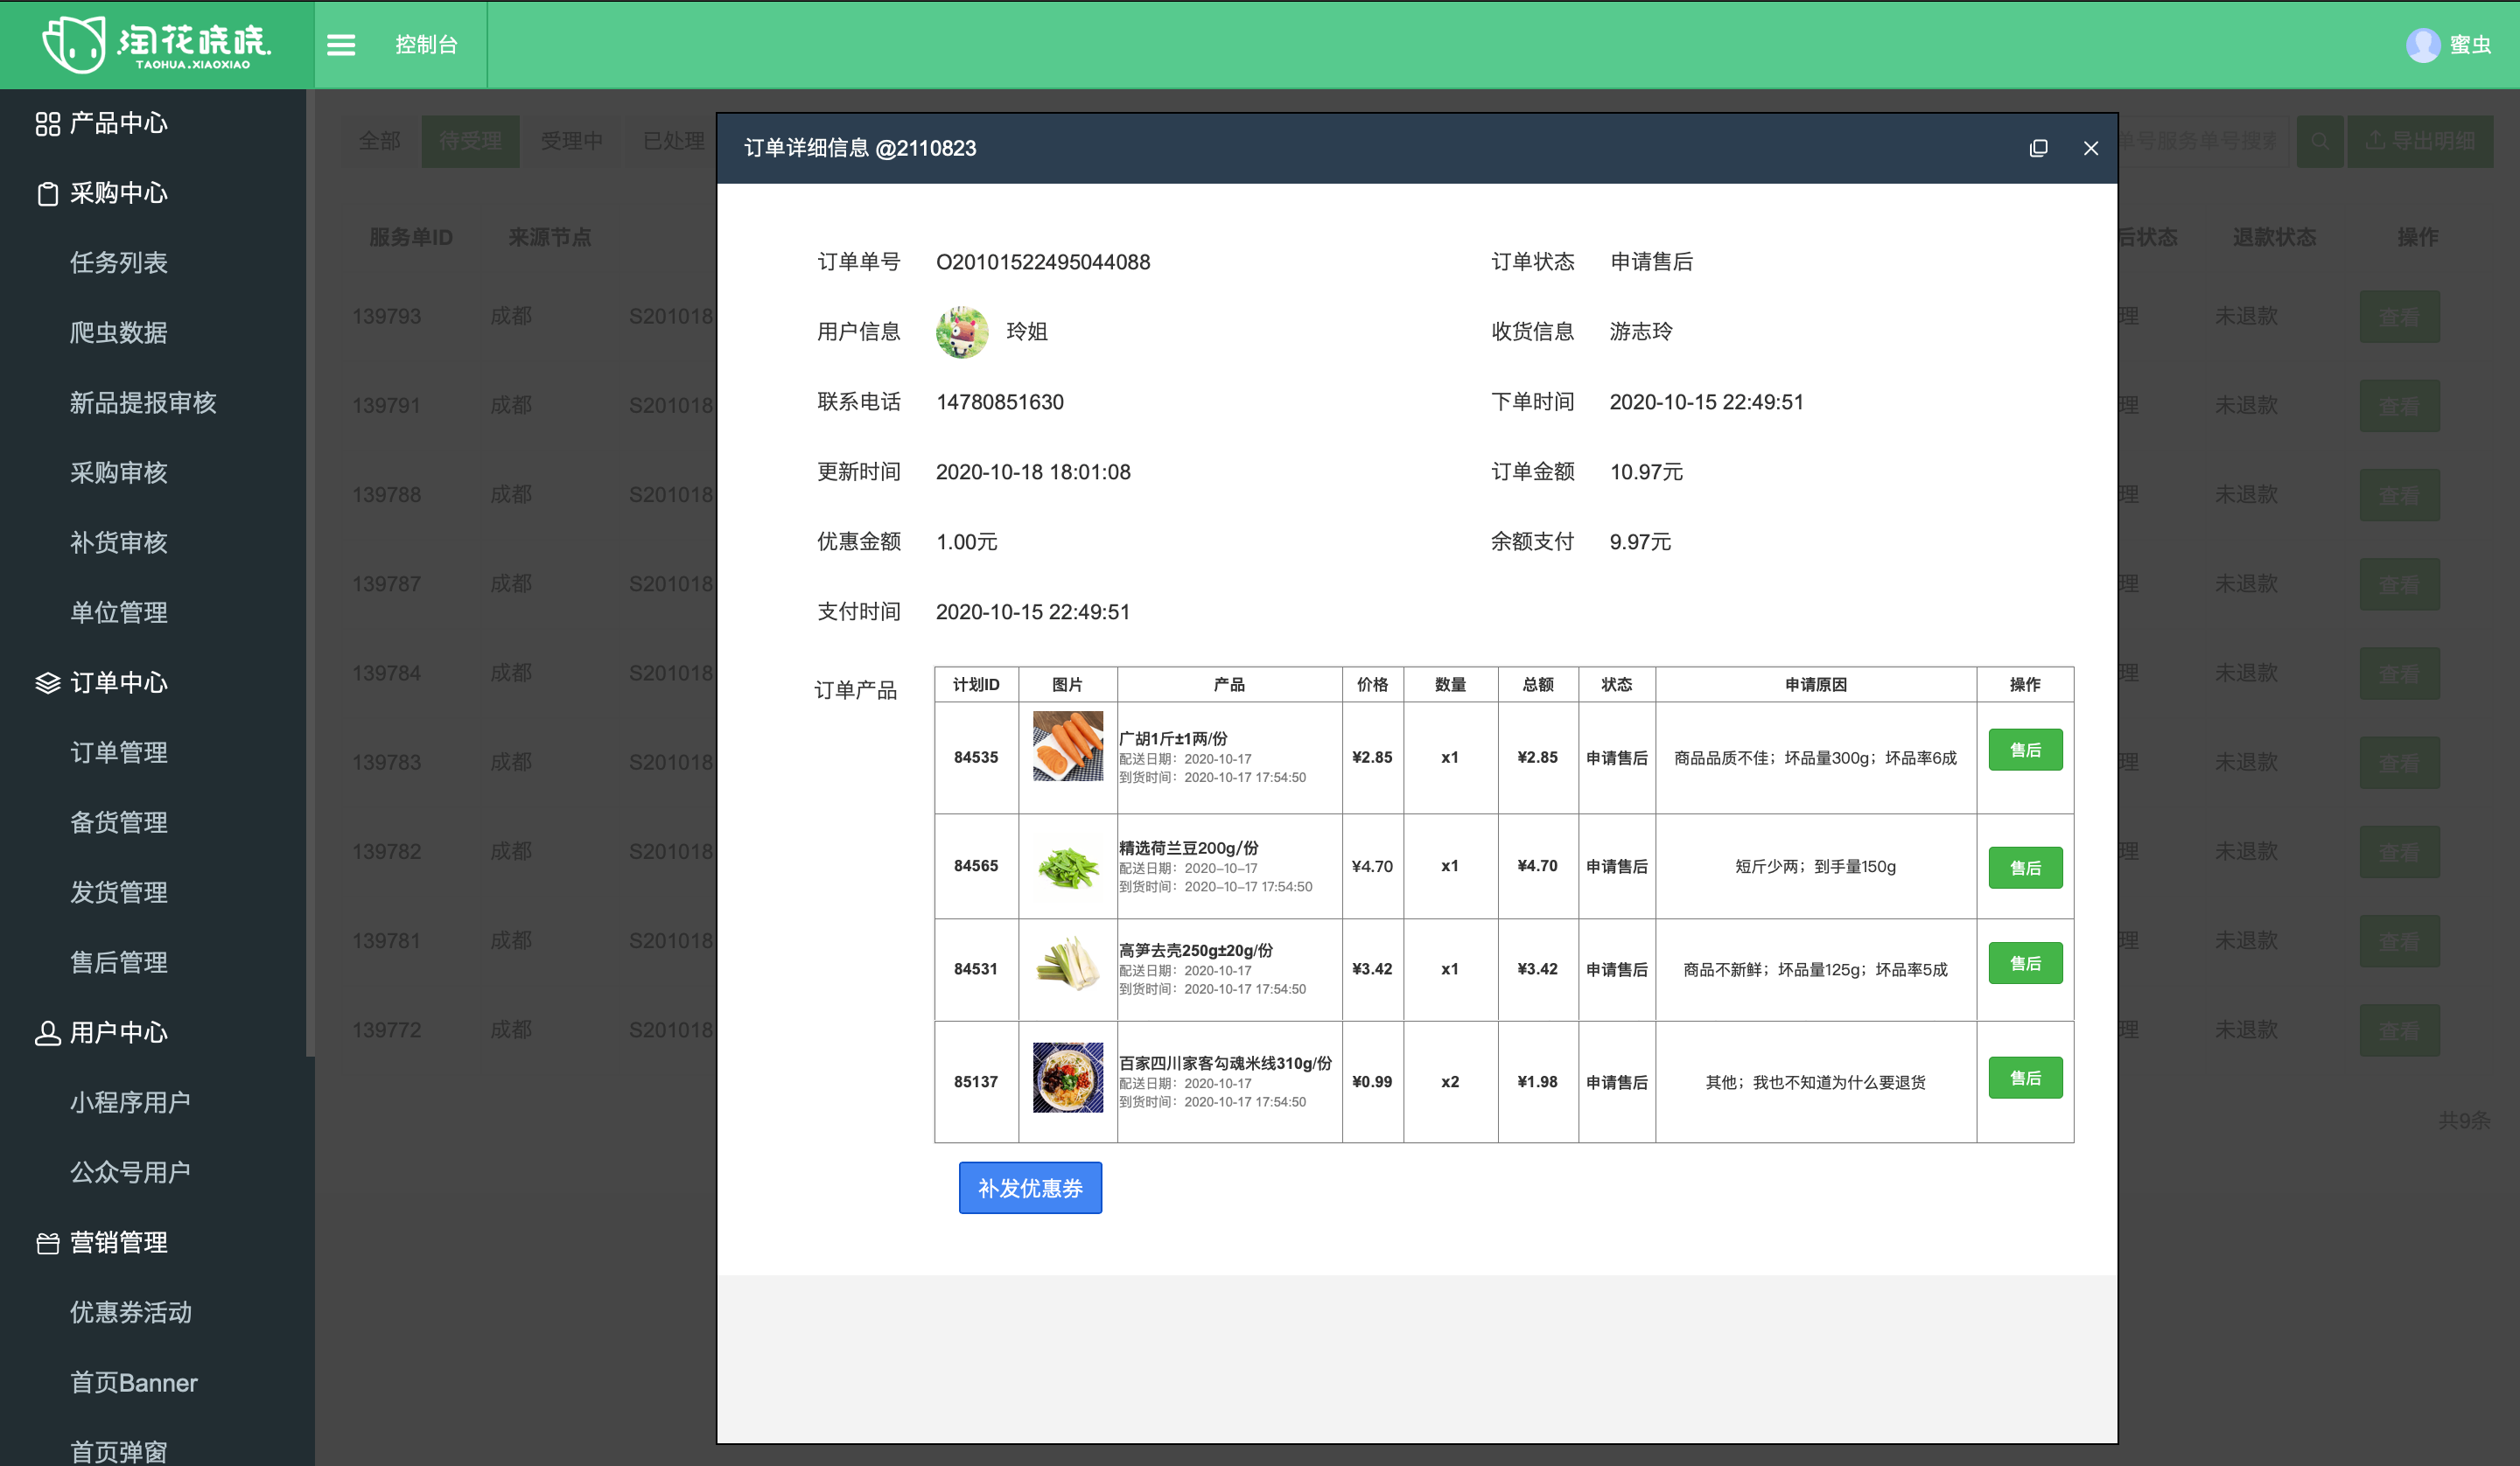 淘花晓晓.
TAOHUA.XIAOXIAO
控制台
蜜虫
产品中心
采购中心
任务列表
爬虫数据
新品提报审核
采购审核
补货审核
单位管理
订单中心
订单管理
备货管理
发货管理
售后管理
用户中心
小程序用户
公众号用户
营销管理
优惠券活动
首页Banner
首页弹窗
全部 待受理 受理中 已处理
单号服务单号搜索 导出明细
服务单ID 来源节点 后状态 退款状态 操作
139793 成都 S201018 理 未退款 查看
139791 成都 S201018 理 未退款 查看
139788 成都 S201018 理 未退款 查看
139787 成都 S201018 理 未退款 查看
139784 成都 S201018 理 未退款 查看
139783 成都 S201018 理 未退款 查看
139782 成都 S201018 理 未退款 查看
139781 成都 S201018 理 未退款 查看
139772 成都 S201018 理 未退款 查看
共9条
订单详细信息 @2110823
订单单号 O20101522495044088 订单状态 申请售后
用户信息 玲姐 收货信息 游志玲
联系电话 14780851630 下单时间 2020-10-15 22:49:51
更新时间 2020-10-18 18:01:08 订单金额 10.97元
优惠金额 1.00元 余额支付 9.97元
支付时间 2020-10-15 22:49:51
订单产品
计划ID 图片 产品 价格 数量 总额 状态 申请原因 操作
84535 广胡1斤±1两/份 ¥2.85 x1 ¥2.85 申请售后 商品品质不佳；坏品量300g；坏品率6成 售后
配送日期：2020-10-17
到货时间：2020-10-17 17:54:50
84565 精选荷兰豆200g/份 ¥4.70 x1 ¥4.70 申请售后 短斤少两；到手量150g 售后
配送日期：2020-10-17
到货时间：2020-10-17 17:54:50
84531 高笋去壳250g±20g/份 ¥3.42 x1 ¥3.42 申请售后 商品不新鲜；坏品量125g；坏品率5成 售后
配送日期：2020-10-17
到货时间：2020-10-17 17:54:50
85137 百家四川家客勾魂米线310g/份 ¥0.99 x2 ¥1.98 申请售后 其他；我也不知道为什么要退货 售后
配送日期：2020-10-17
到货时间：2020-10-17 17:54:50
补发优惠券